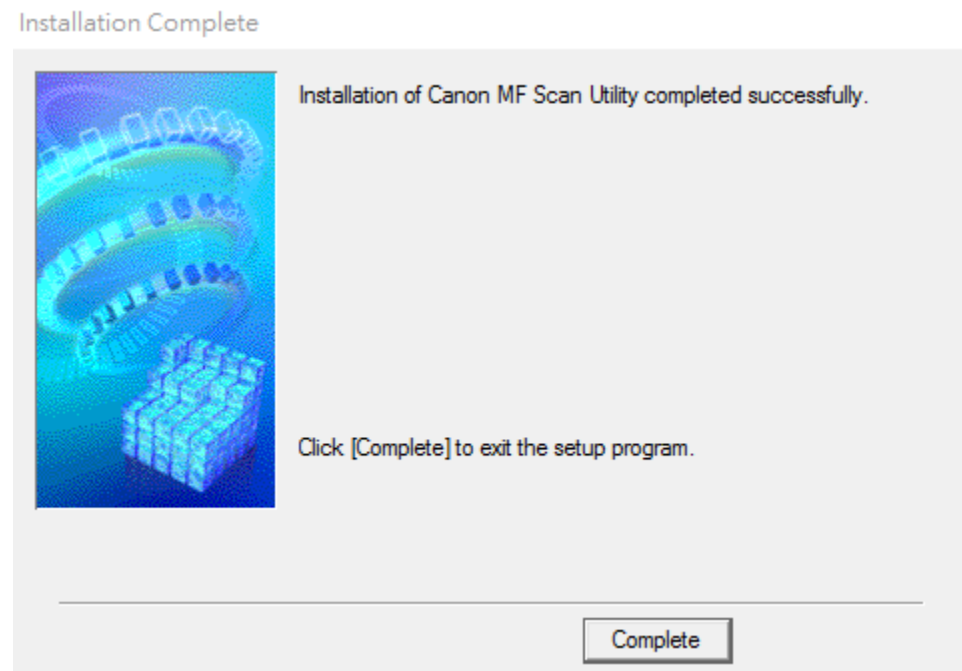 Installation Complete
Installation of Canon MF Scan Utility completed successfully.
Click [Complete] to exit the setup program.
Complete